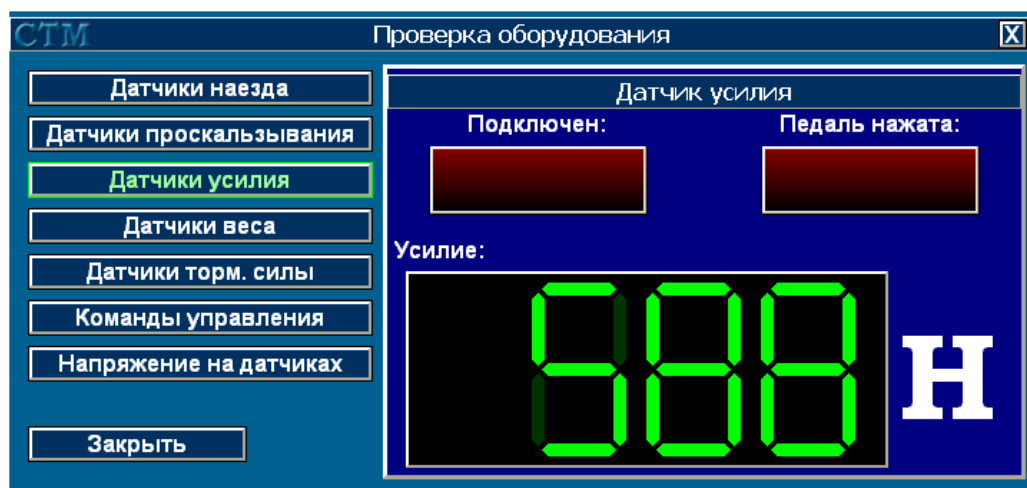 СТМ
Проверка оборудования
X
Датчики наезда
Датчики проскальзывания
Датчики усилия
Датчики веса
Датчики торм. силы
Команды управления
Напряжение на датчиках
Закрыть
Датчик усилия
Подключен: Педаль нажата:
Усилие:
588 Н